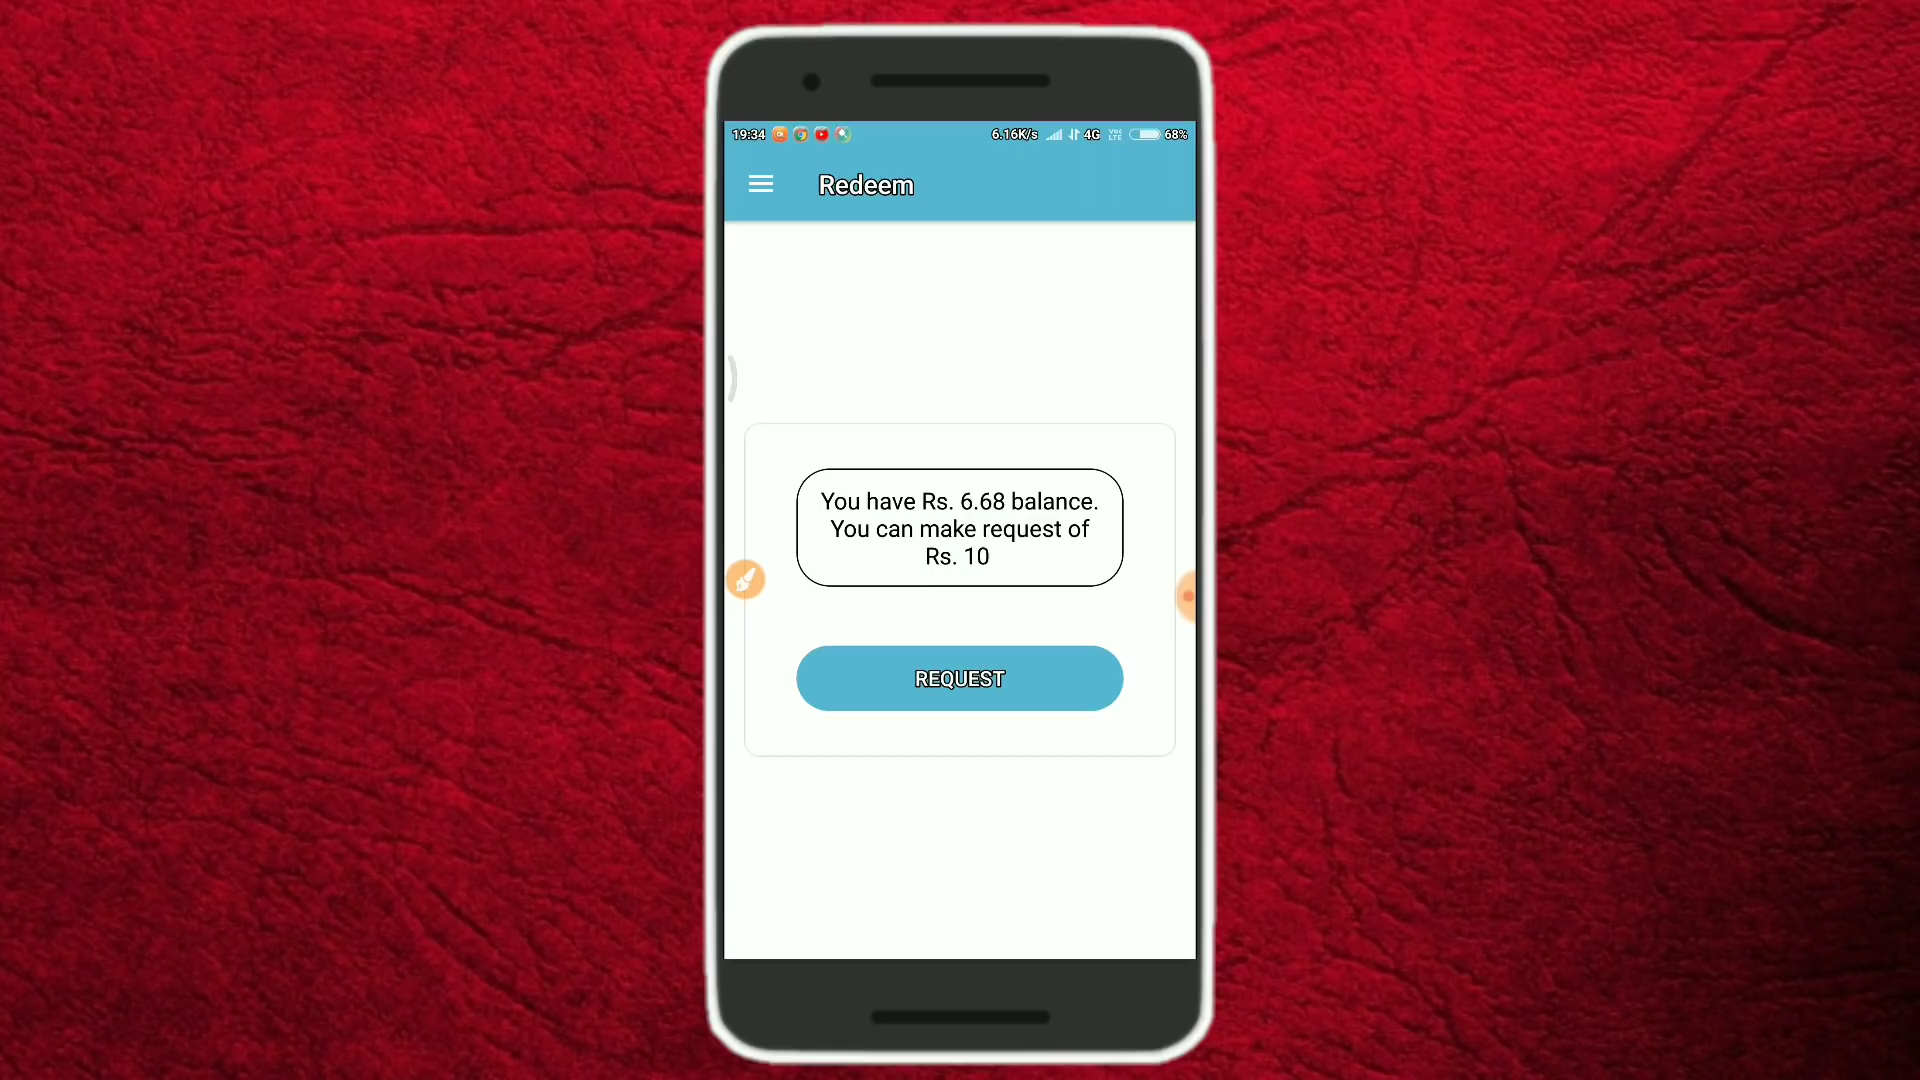 19:34 6.16K/s 4G VoLTE 68%
Redeem
You have Rs. 6.68 balance.
You can make request of
Rs. 10
REQUEST